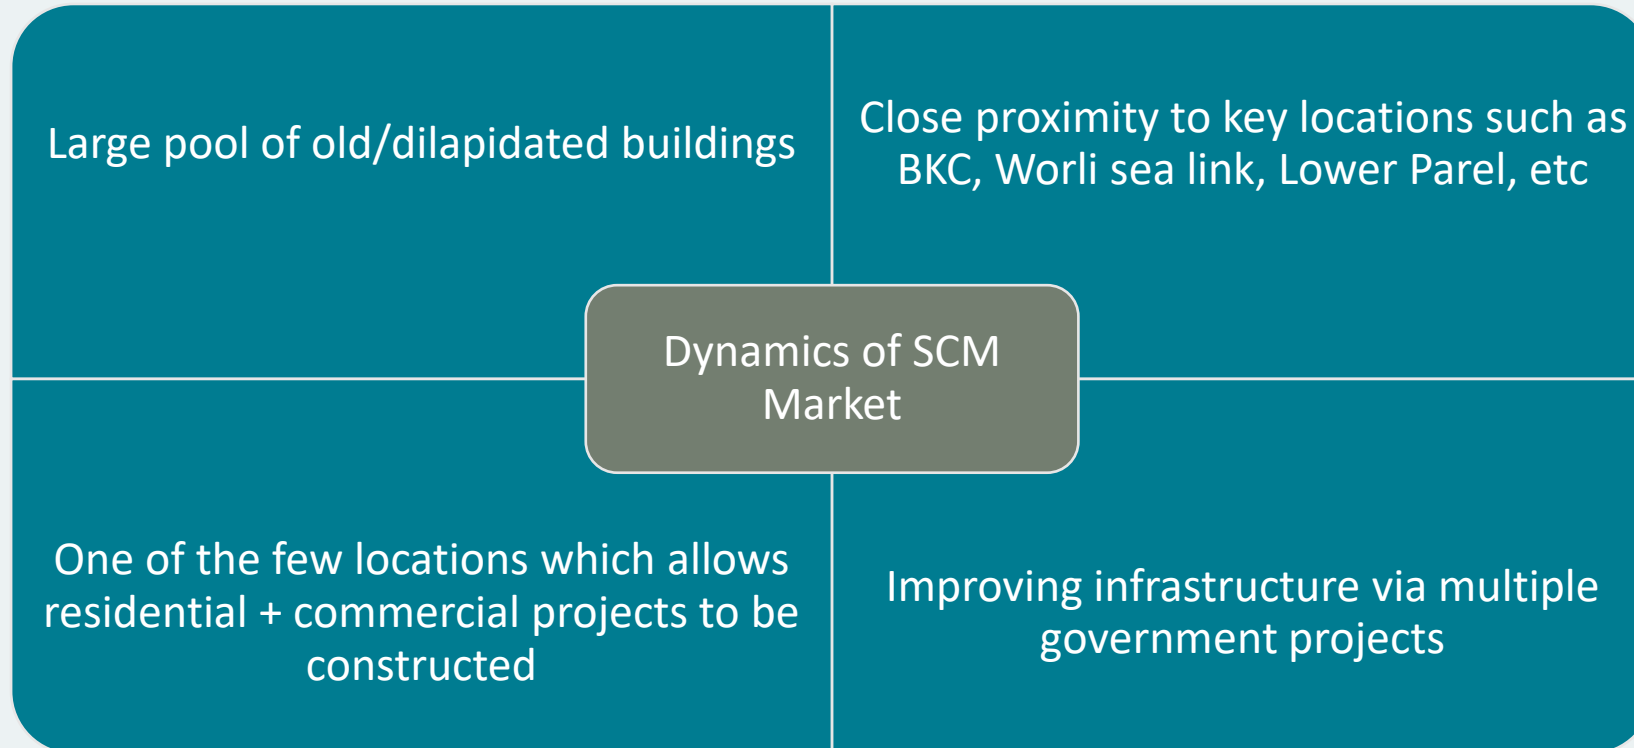 Large pool of old/dilapidated buildings
Close proximity to key locations such as
BKC, Worli sea link, Lower Parel, etc
Dynamics of SCM
Market
One of the few locations which allows
residential + commercial projects to be
constructed
Improving infrastructure via multiple
government projects